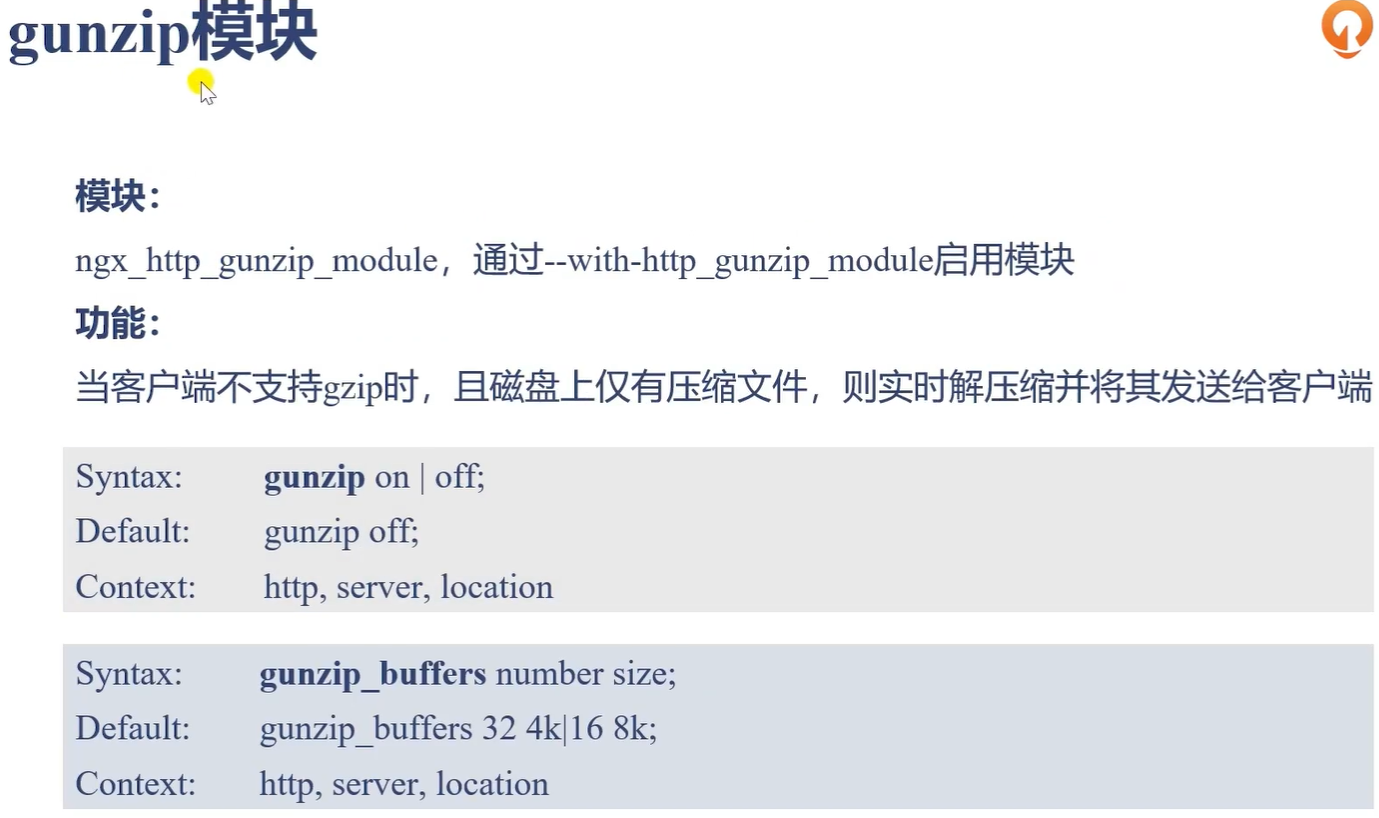 gunzip模块
模块：
ngx_http_gunzip_module，通过--with-http_gunzip_module启用模块
功能：
当客户端不支持gzip时，且磁盘上仅有压缩文件，则实时解压缩并将其发送给客户端
Syntax: gunzip on | off;
Default: gunzip off;
Context: http, server, location
Syntax: gunzip_buffers number size;
Default: gunzip_buffers 32 4k|16 8k;
Context: http, server, location